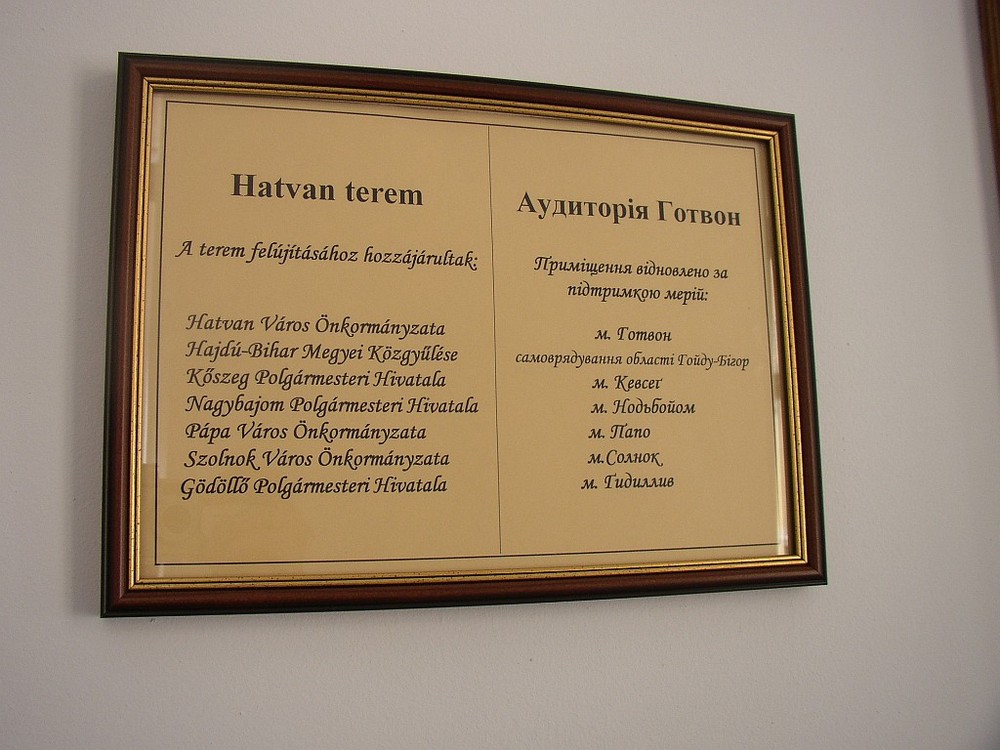 Hatvan terem
A terem felújításához hozzájárultak:
Hatvan Város Önkormányzata
Hajdú-Bihar Megyei Közgyűlése
Kőszeg Polgármesteri Hivatala
Nagybajom Polgármesteri Hivatala
Pápa Város Önkormányzata
Szolnok Város Önkormányzata
Gödöllő Polgármesteri Hivatala
Аудиторія Готвон
Приміщення відновлено за
підтримкою мерій:
м. Готвон
самоврядування області Гойду-Бігор
м. Кевсеґ
м. Нодьбойом
м. Папо
м.Солнок
м. Гидиллив